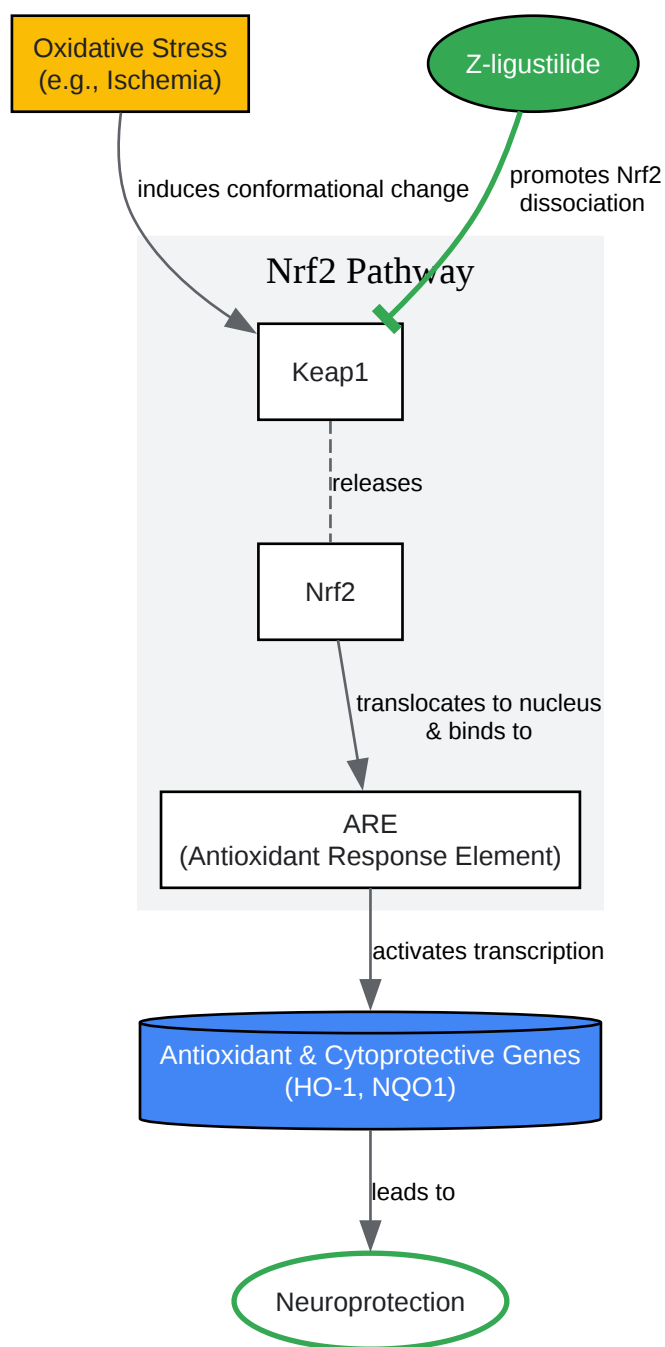 Oxidative Stress
(e.g., Ischemia)
Z-ligustilide
induces conformational change
promotes Nrf2
dissociation
Nrf2 Pathway
Keap1
releases
Nrf2
translocates to nucleus
& binds to
ARE
(Antioxidant Response Element)
activates transcription
Antioxidant & Cytoprotective Genes
(HO-1, NQO1)
leads to
Neuroprotection